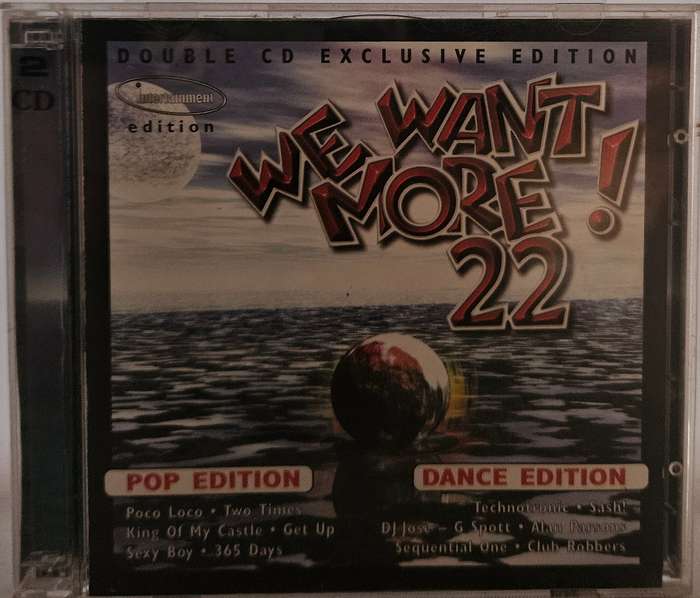 DOUBLE CD EXCLUSIVE EDITION
2
CD
intertainment
edition
WE WANT
MORE!
22
POP EDITION
Poco Loco • Two Times
King Of My Castle • Get Up
Sexy Boy • 365 Days
DANCE EDITION
Technotronic • Sash!
DJ José – G Spott • Alan Parsons
Sequential One • Club Robbers